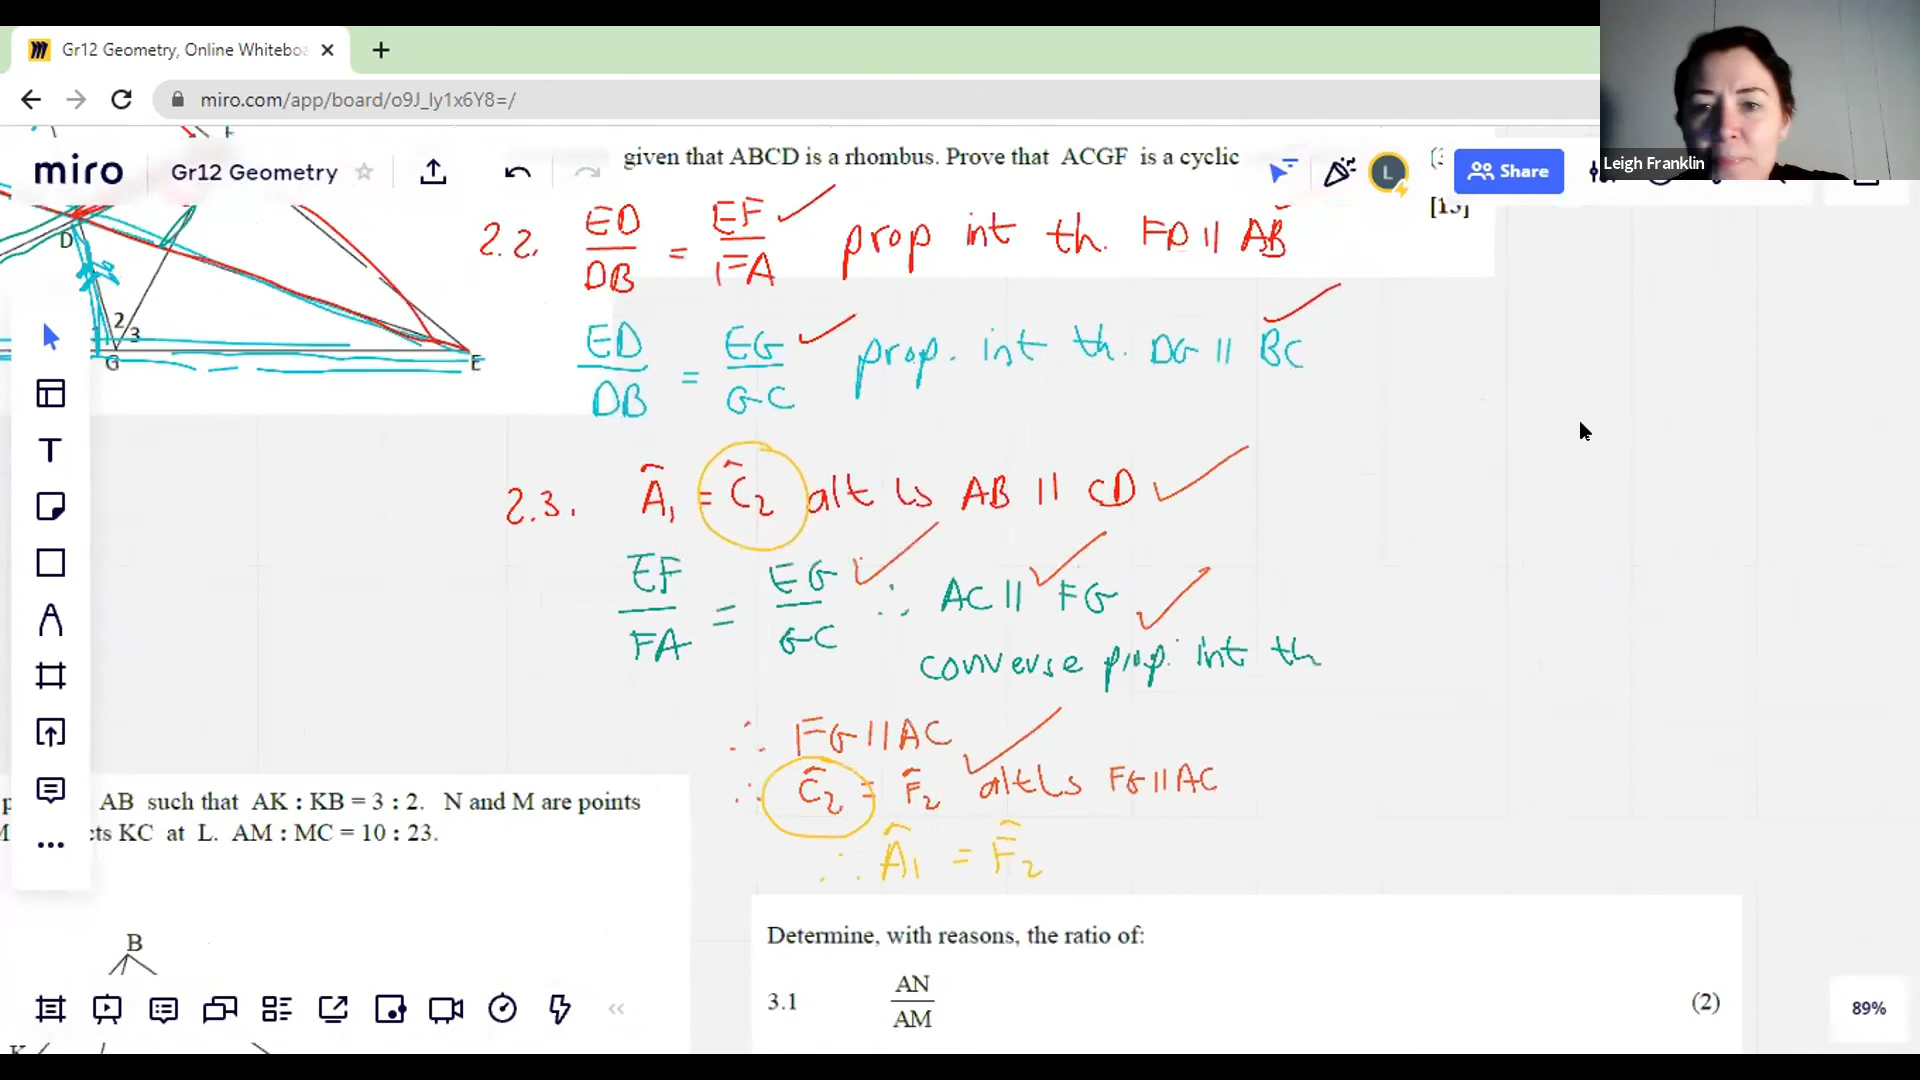 Gr12 Geometry, Online Whiteboa
miro.com/app/board/o9J_ly1x6Y8=/
Leigh Franklin
miro
Gr12 Geometry
given that ABCD is a rhombus. Prove that ACGF is a cyclic
L
Share
[15]
2.2. ED/DB = EF/FA prop int th. FD || AB
D
2
3
G
E
ED/DB = EG/GC prop. int th. DG || BC
2.3. Â₁ = Ĉ₂ alt ∠s AB || CD
EF/FA = EG/GC ∴ AC || FG
converse prop. int th
∴ FG || AC
∴ Ĉ₂ = F̂₂ alt ∠s FG || AC
∴ Â₁ = F̂₂
AB such that AK : KB = 3 : 2. N and M are points
cts KC at L. AM : MC = 10 : 23.
B
Determine, with reasons, the ratio of:
3.1 AN/AM (2)
89%